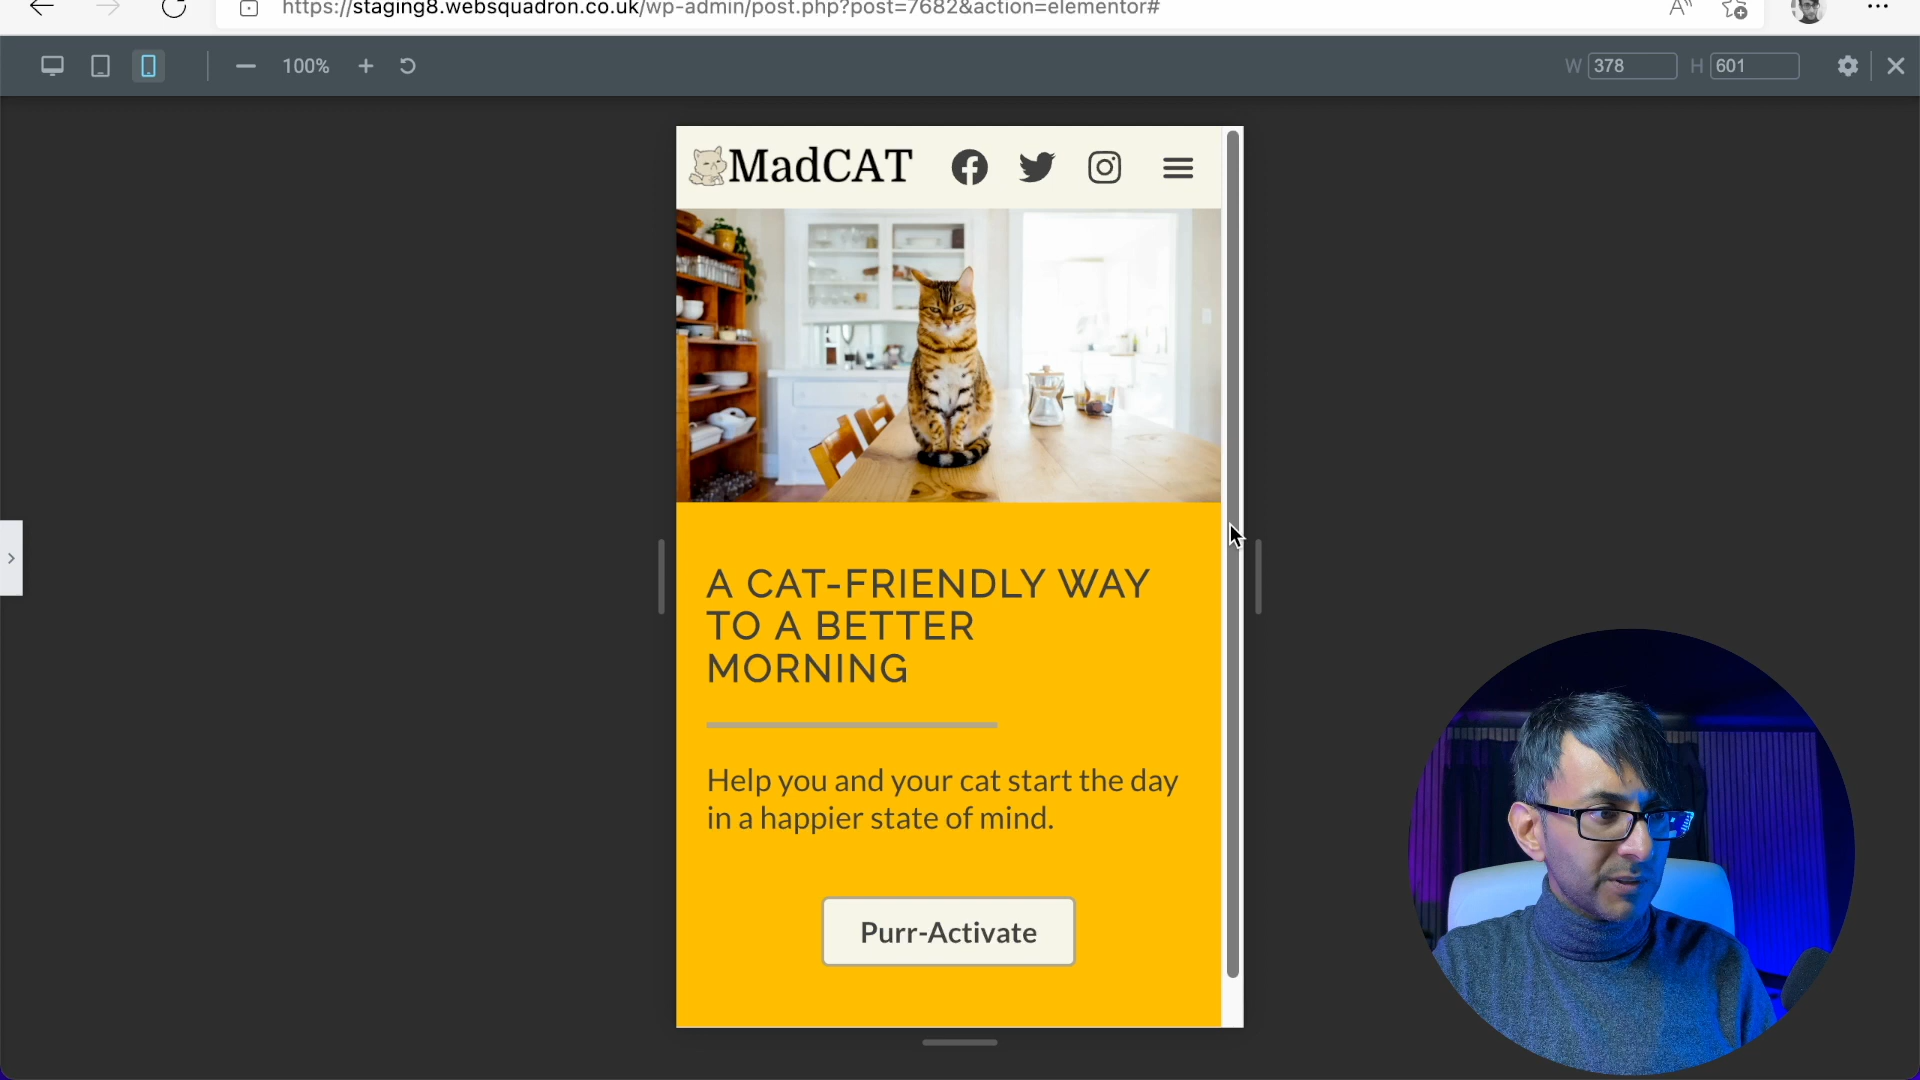 https://staging8.websquadron.co.uk/wp-admin/post.php?post=7682&action=elementor#
100%
W 378 H 601
MadCAT
A CAT-FRIENDLY WAY
TO A BETTER
MORNING
Help you and your cat start the day
in a happier state of mind.
Purr-Activate